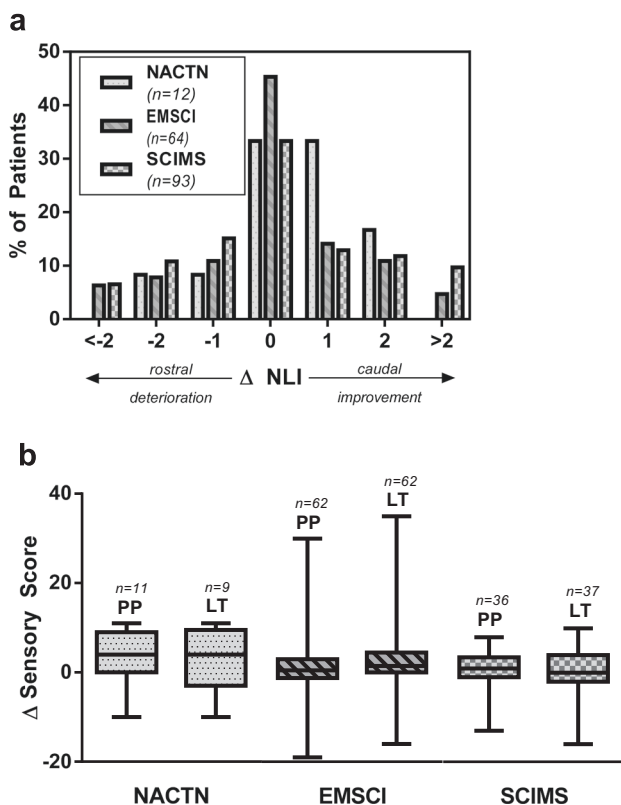 a
50
40
30
20
10
0
% of Patients
NACTN
(n=12)
EMSCI
(n=64)
SCIMS
(n=93)
<-2 -2 -1 0 1 2 >2
rostral Δ NLI caudal
deterioration improvement
b
40
20
0
-20
Δ Sensory Score
n=11
PP
n=9
LT
n=62
PP
n=62
LT
n=36
PP
n=37
LT
NACTN EMSCI SCIMS